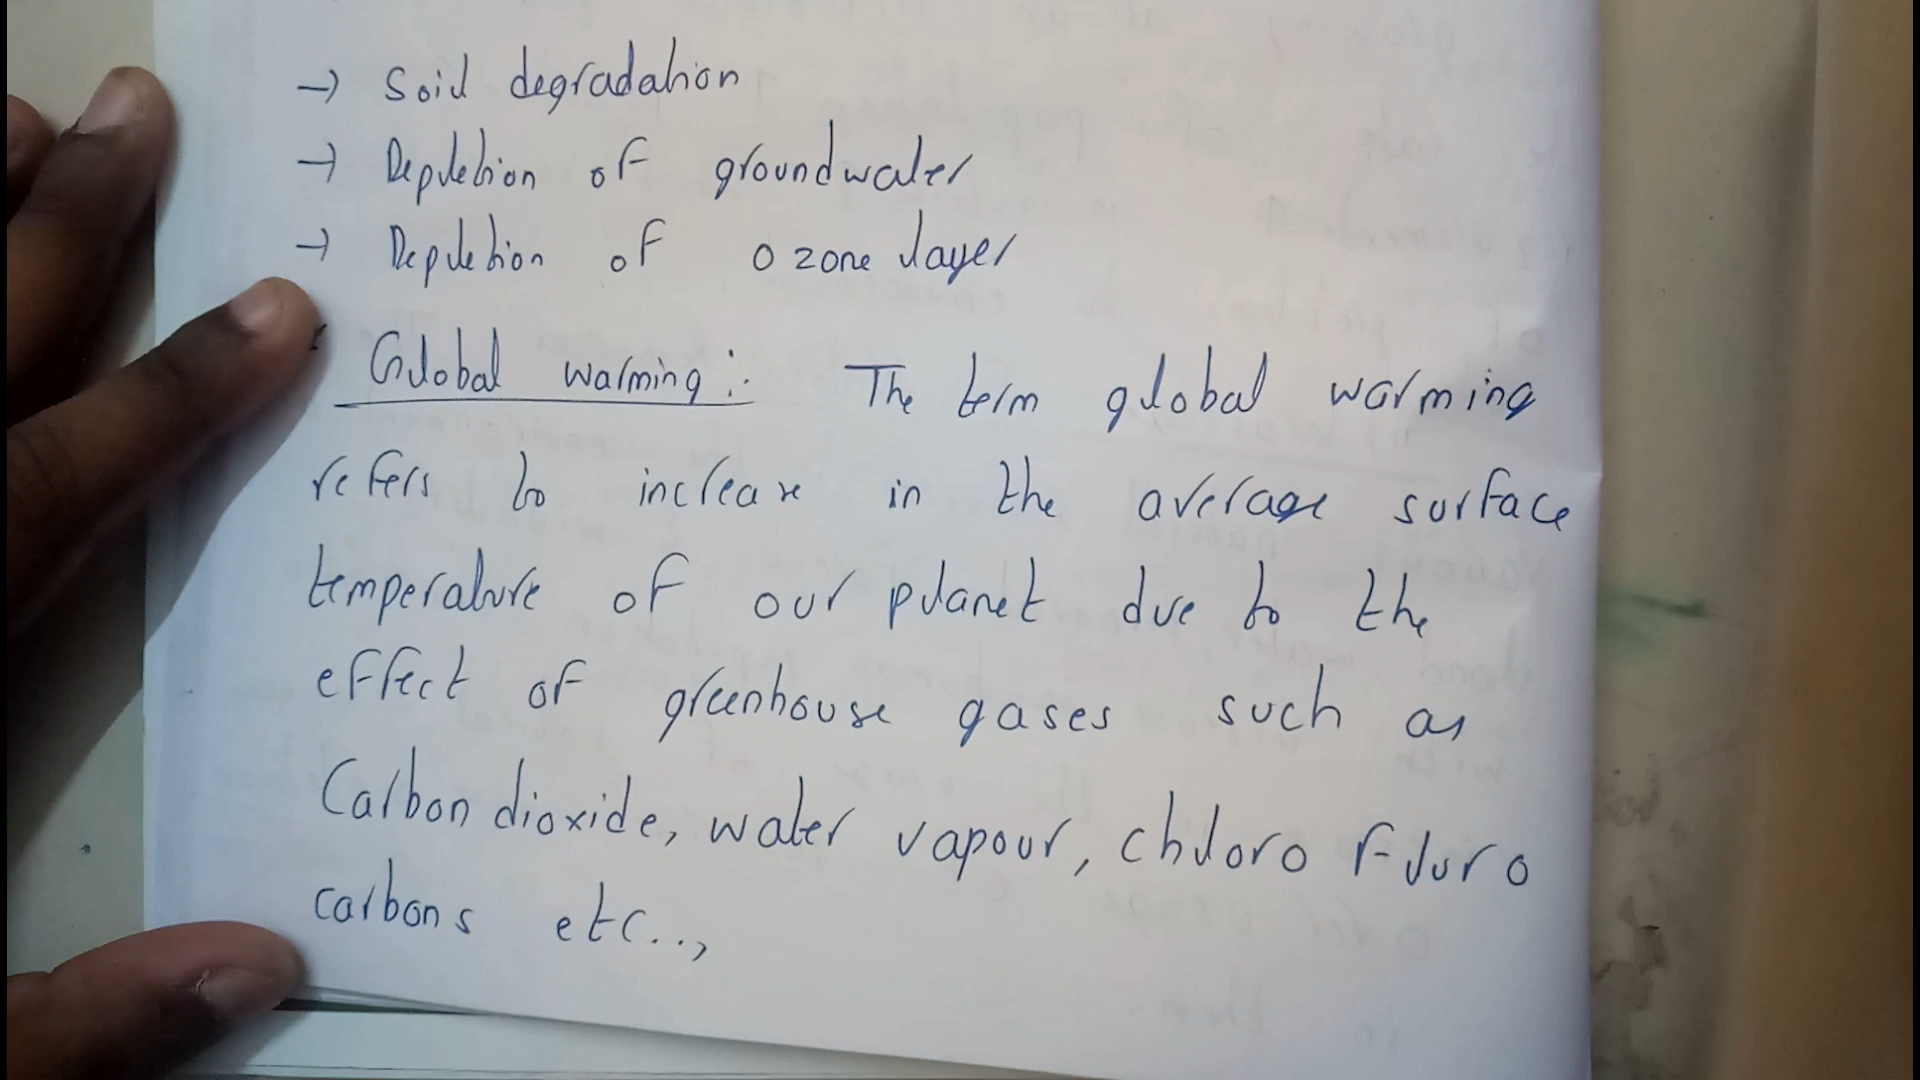 → Soil degradation
→ Depletion of groundwater
→ Depletion of ozone layer
Global warming :- The term global warming
refers to increase in the average surface
temperature of our planet due to the
effect of greenhouse gases such as
Carbon dioxide, water vapour, chloro fluro
carbons etc..,